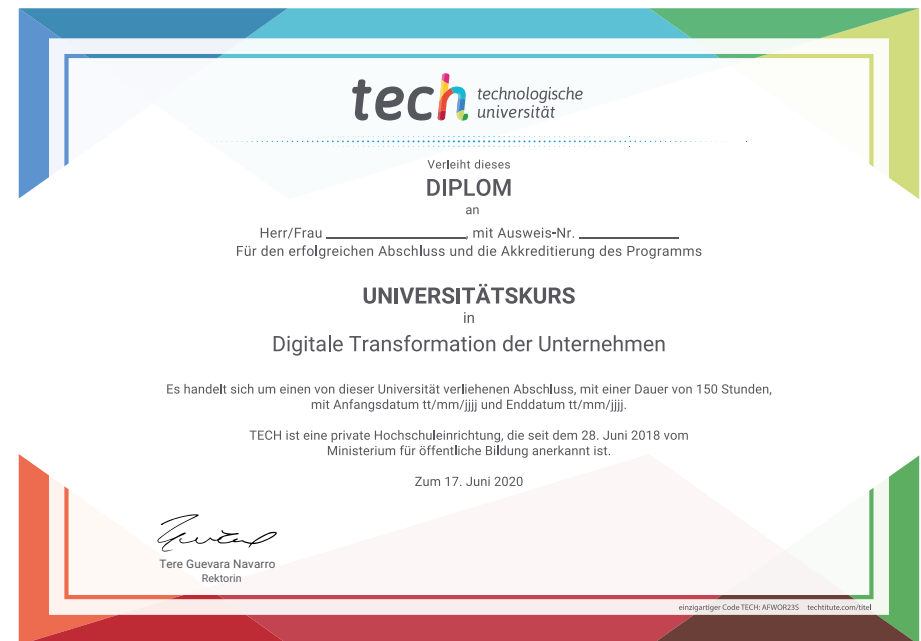 tech technologische
universität
Verleiht dieses
DIPLOM
an
Herr/Frau , mit Ausweis-Nr.
Für den erfolgreichen Abschluss und die Akkreditierung des Programms
UNIVERSITÄTSKURS
in
Digitale Transformation der Unternehmen
Es handelt sich um einen von dieser Universität verliehenen Abschluss, mit einer Dauer von 150 Stunden,
mit Anfangsdatum tt/mm/jjjj und Enddatum tt/mm/jjjj.
TECH ist eine private Hochschuleinrichtung, die seit dem 28. Juni 2018 vom
Ministerium für öffentliche Bildung anerkannt ist.
Zum 17. Juni 2020
Tere Guevara Navarro
Rektorin
einzigartiger Code TECH: AFWOR23S techtitute.com/titel